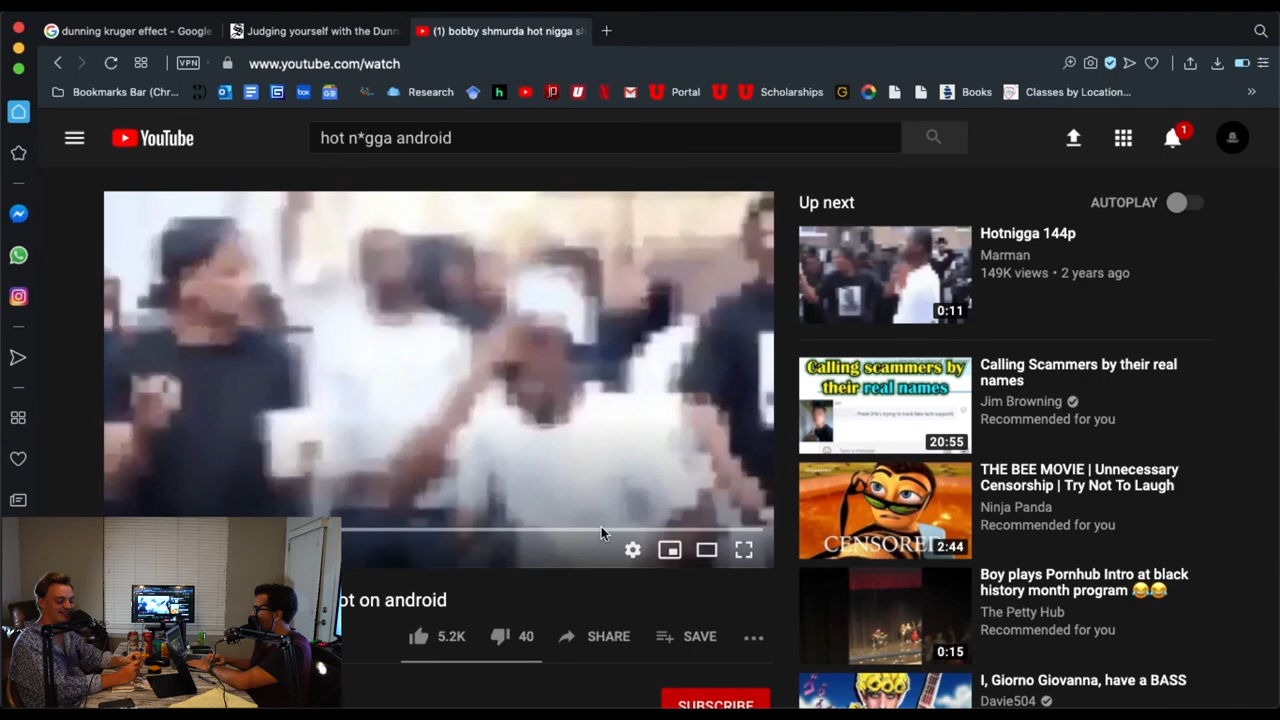 dunning kruger effect - Google
Judging yourself with the Dunn
(1) bobby shmurda hot nigga sh
VPN
www.youtube.com/watch
Bookmarks Bar (Chr...
Research
Portal
Scholarships
Books
Classes by Location...
YouTube
hot n*gga android
1
Up next
AUTOPLAY
Hotnigga 144p
Marman
149K views • 2 years ago
0:11
Calling scammers by
their real names
20:55
Calling Scammers by their real
names
Jim Browning
Recommended for you
CENSORED
2:44
THE BEE MOVIE | Unnecessary
Censorship | Try Not To Laugh
Ninja Panda
Recommended for you
0:15
Boy plays Pornhub Intro at black
history month program 😂😂
The Petty Hub
Recommended for you
I, Giorno Giovanna, have a BASS
Davie504
ot on android
5.2K
40
SHARE
SAVE
SUBSCRIBE